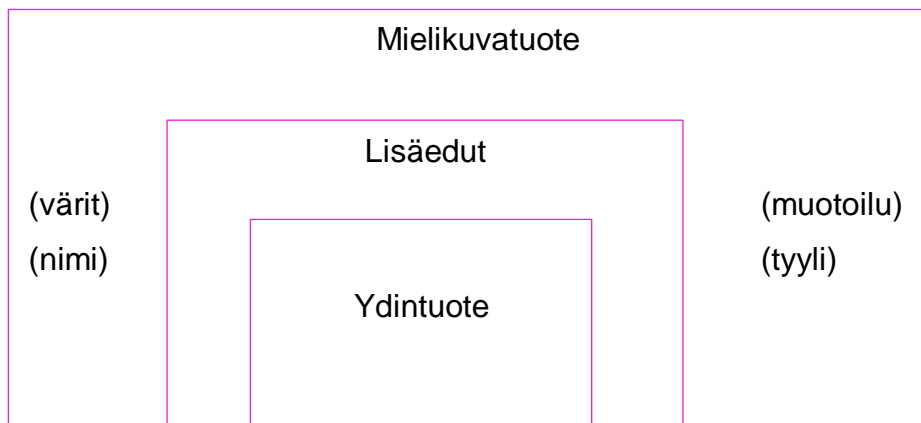 Mielikuvatuote
Lisäedut
(värit) (muotoilu)
(nimi) (tyyli)
Ydintuote